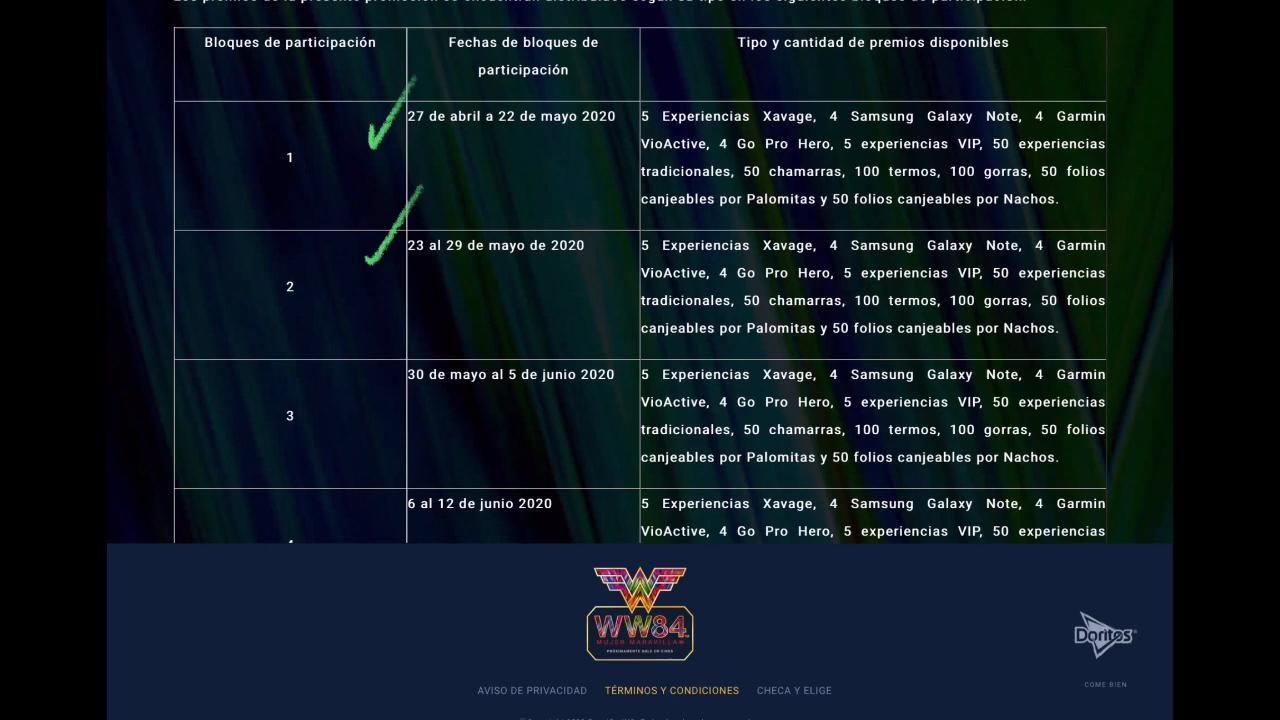 Bloques de participación
Fechas de bloques de
participación
Tipo y cantidad de premios disponibles
1
27 de abril a 22 de mayo 2020
5 Experiencias Xavage, 4 Samsung Galaxy Note, 4 Garmin
VioActive, 4 Go Pro Hero, 5 experiencias VIP, 50 experiencias
tradicionales, 50 chamarras, 100 termos, 100 gorras, 50 folios
canjeables por Palomitas y 50 folios canjeables por Nachos.
2
23 al 29 de mayo de 2020
5 Experiencias Xavage, 4 Samsung Galaxy Note, 4 Garmin
VioActive, 4 Go Pro Hero, 5 experiencias VIP, 50 experiencias
tradicionales, 50 chamarras, 100 termos, 100 gorras, 50 folios
canjeables por Palomitas y 50 folios canjeables por Nachos.
3
30 de mayo al 5 de junio 2020
5 Experiencias Xavage, 4 Samsung Galaxy Note, 4 Garmin
VioActive, 4 Go Pro Hero, 5 experiencias VIP, 50 experiencias
tradicionales, 50 chamarras, 100 termos, 100 gorras, 50 folios
canjeables por Palomitas y 50 folios canjeables por Nachos.
6 al 12 de junio 2020
5 Experiencias Xavage, 4 Samsung Galaxy Note, 4 Garmin
VioActive, 4 Go Pro Hero, 5 experiencias VIP, 50 experiencias
WW84
MUJER MARAVILLA
PRÓXIMAMENTE SOLO EN CINES
Doritos
COME BIEN
AVISO DE PRIVACIDAD TÉRMINOS Y CONDICIONES CHECA Y ELIGE